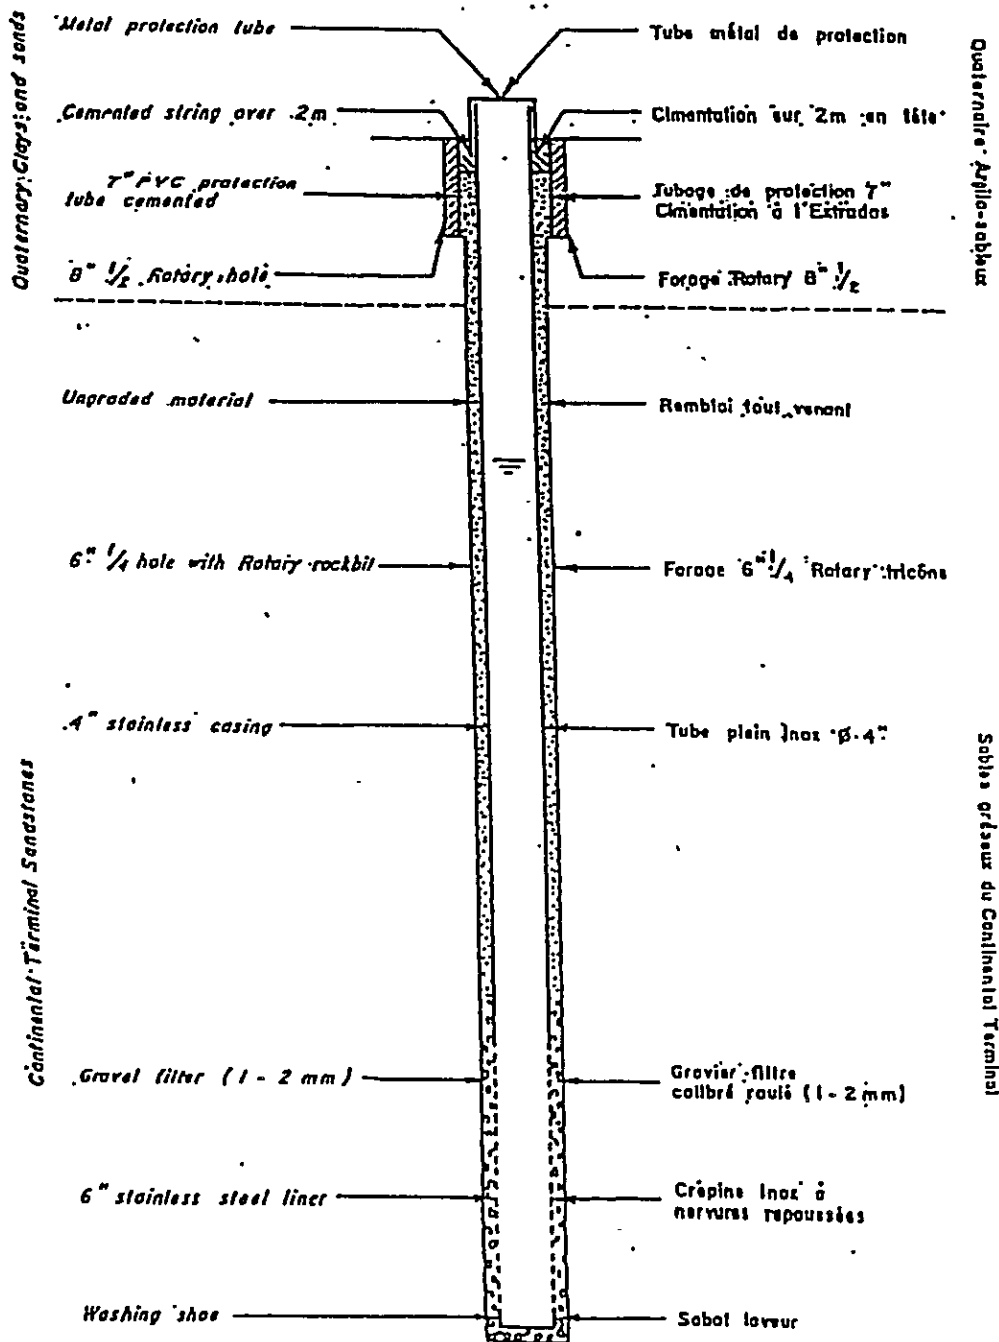 Metal protection tube
Tube métal de protection
Cemented string over 2m
Cimentation sur 2m en tête
7" PVC protection
tube cemented
Tubage de protection 7"
Cimentation à l'Extrados
8" 1/2 Rotary hole
Forage Rotary 8" 1/2
Quaternary Clays and sands
Quaternaire Argilo-sableux
Ungraded material
Remblai tout venant
6" 1/4 hole with Rotary rockbit
Forage 6" 1/4 Rotary tricône
4" stainless casing
Tube plein Inox Ø 4"
Continental Terminal Sandstones
Sables gréseux du Continental Terminal
Gravel filter (1 - 2 mm)
Gravier filtre
calibré roulé (1 - 2 mm)
6" stainless steel liner
Crépine Inox à
nervures repoussées
Washing shoe
Sabot laveur